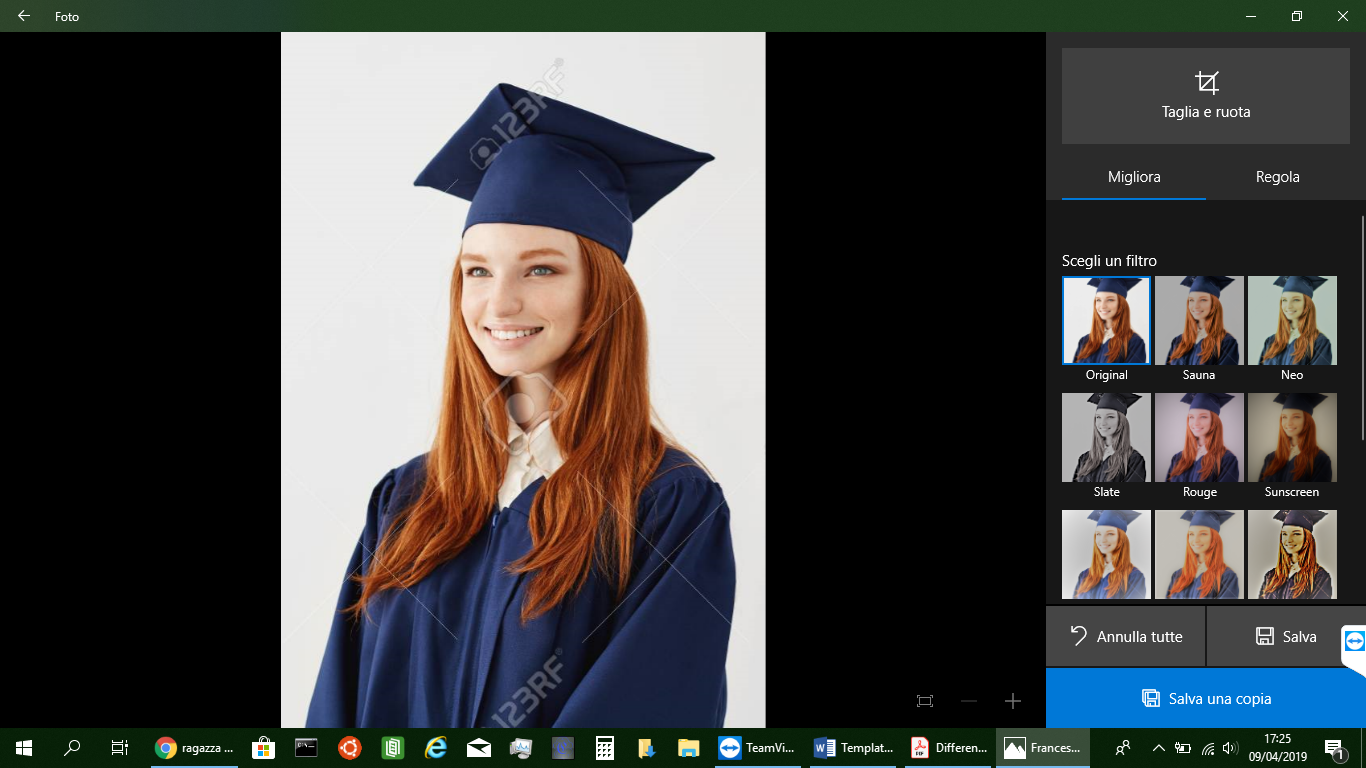 Foto
Taglia e ruota
Migliora
Regola
Scegli un filtro
Original
Sauna
Neo
Slate
Rouge
Sunscreen
Annulla tutte
Salva
Salva una copia
123RF
123RF
ragazza ...
TeamVi...
Templat...
Differen...
Frances...
17:25
09/04/2019
1